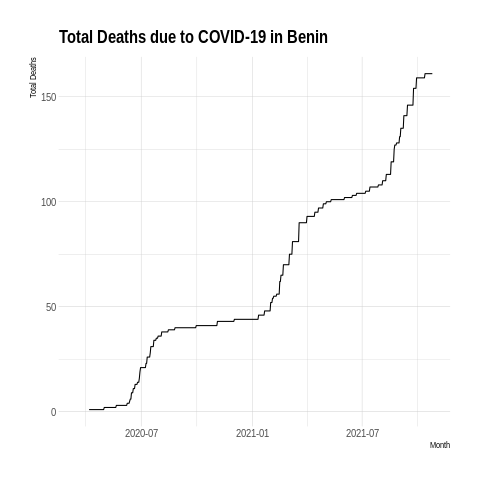 Total Deaths due to COVID-19 in Benin
Total Deaths
150
100
50
0
2020-07
2021-01
2021-07
Month